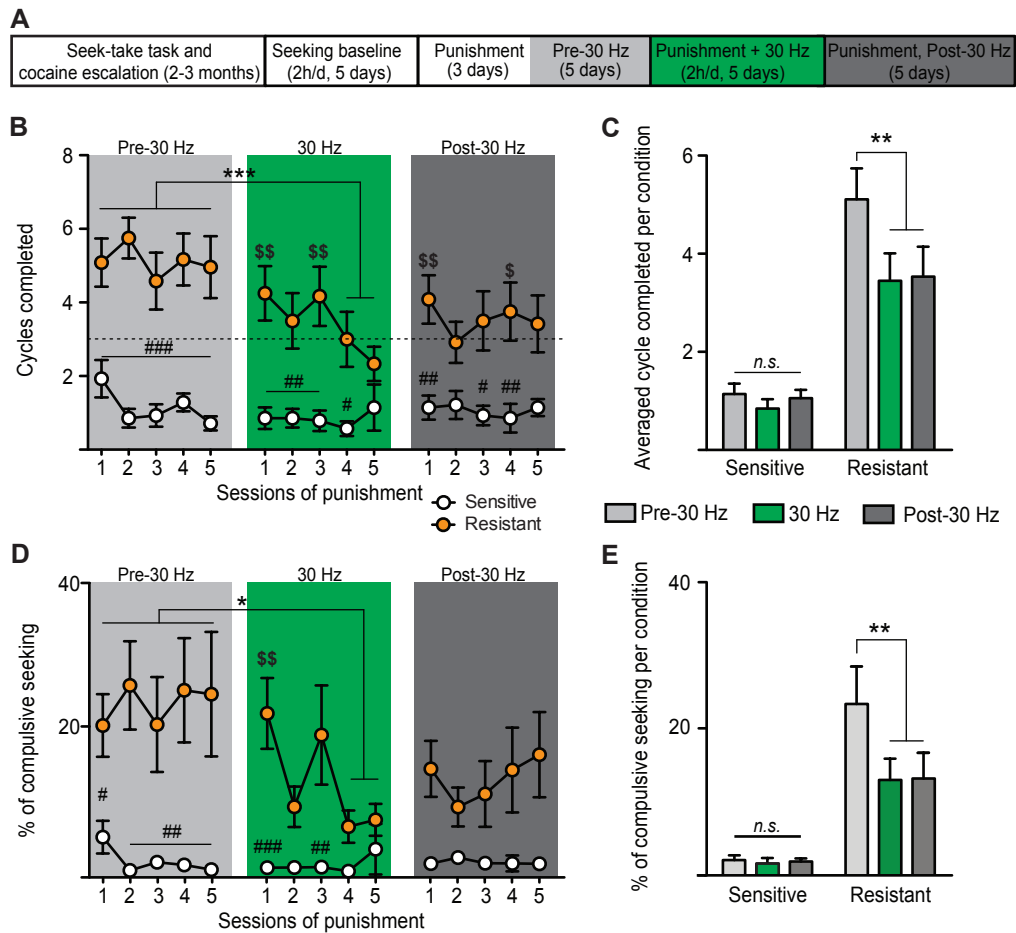 A
Seek-take task and
cocaine escalation (2-3 months)
Seeking baseline
(2h/d, 5 days)
Punishment
(3 days)
Pre-30 Hz
(5 days)
Punishment + 30 Hz
(2h/d, 5 days)
Punishment, Post-30 Hz
(5 days)
B
Pre-30 Hz
30 Hz
Post-30 Hz
8
6
4
2
Cycles completed
***
$$
$$
$$
$
###
##
#
##
#
##
1 2 3 4 5
1 2 3 4 5
1 2 3 4 5
Sessions of punishment
Sensitive
Resistant
C
Averaged cycle completed per condition
6
4
2
**
n.s.
Sensitive
Resistant
Pre-30 Hz
30 Hz
Post-30 Hz
D
Pre-30 Hz
30 Hz
Post-30 Hz
40
20
% of compulsive seeking
*
$$
#
##
###
##
1 2 3 4 5
1 2 3 4 5
1 2 3 4 5
Sessions of punishment
E
% of compulsive seeking per condition
40
20
**
n.s.
Sensitive
Resistant